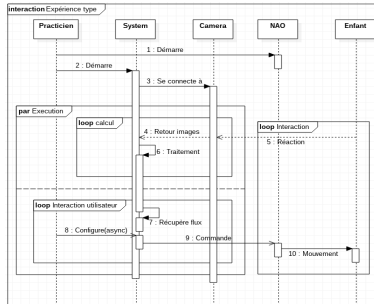 interaction Expérience type
Practicien System Camera NAO Enfant
1 : Démarre
2 : Démarre
3 : Se connecte à
par Execution
loop calcul
loop Interaction
4 : Retour images
5 : Réaction
6 : Traitement
loop Interaction utilisateur
7 : Récupère flux
8 : Configure(async)
9 : Commande
10 : Mouvement